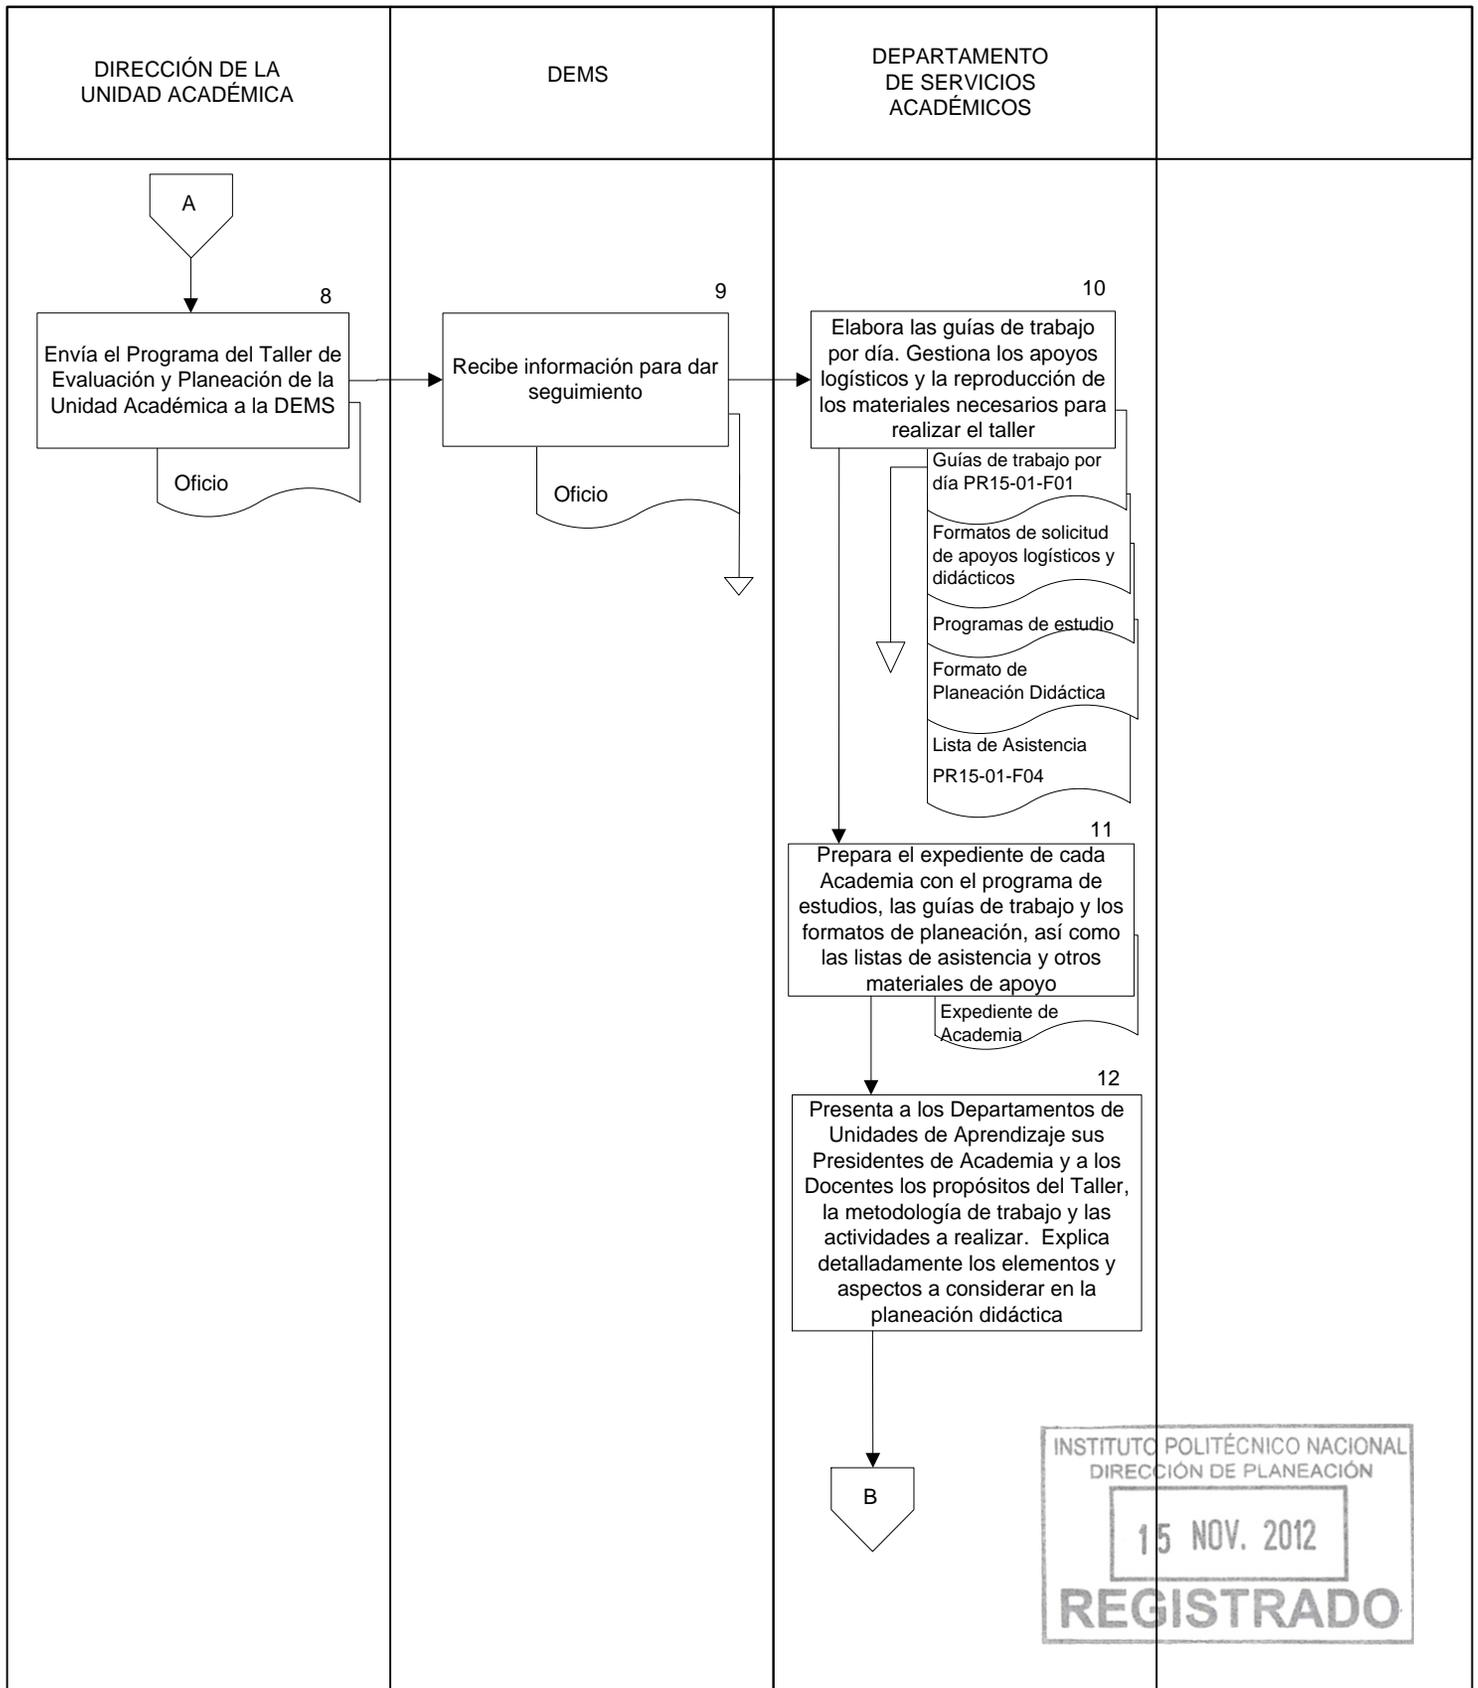 DIRECCIÓN DE LA
UNIDAD ACADÉMICA
DEMS
DEPARTAMENTO
DE SERVICIOS
ACADÉMICOS
A
8
Envía el Programa del Taller de
Evaluación y Planeación de la
Unidad Académica a la DEMS
Oficio
9
Recibe información para dar
seguimiento
Oficio
10
Elabora las guías de trabajo
por día. Gestiona los apoyos
logísticos y la reproducción de
los materiales necesarios para
realizar el taller
Guías de trabajo por
día PR15-01-F01
Formatos de solicitud
de apoyos logísticos y
didácticos
Programas de estudio
Formato de
Planeación Didáctica
Lista de Asistencia
PR15-01-F04
11
Prepara el expediente de cada
Academia con el programa de
estudios, las guías de trabajo y los
formatos de planeación, así como
las listas de asistencia y otros
materiales de apoyo
Expediente de
Academia
12
Presenta a los Departamentos de
Unidades de Aprendizaje sus
Presidentes de Academia y a los
Docentes los propósitos del Taller,
la metodología de trabajo y las
actividades a realizar.  Explica
detalladamente los elementos y
aspectos a considerar en la
planeación didáctica
B
INSTITUTO POLITÉCNICO NACIONAL
DIRECCIÓN DE PLANEACIÓN
15 NOV. 2012
REGISTRADO